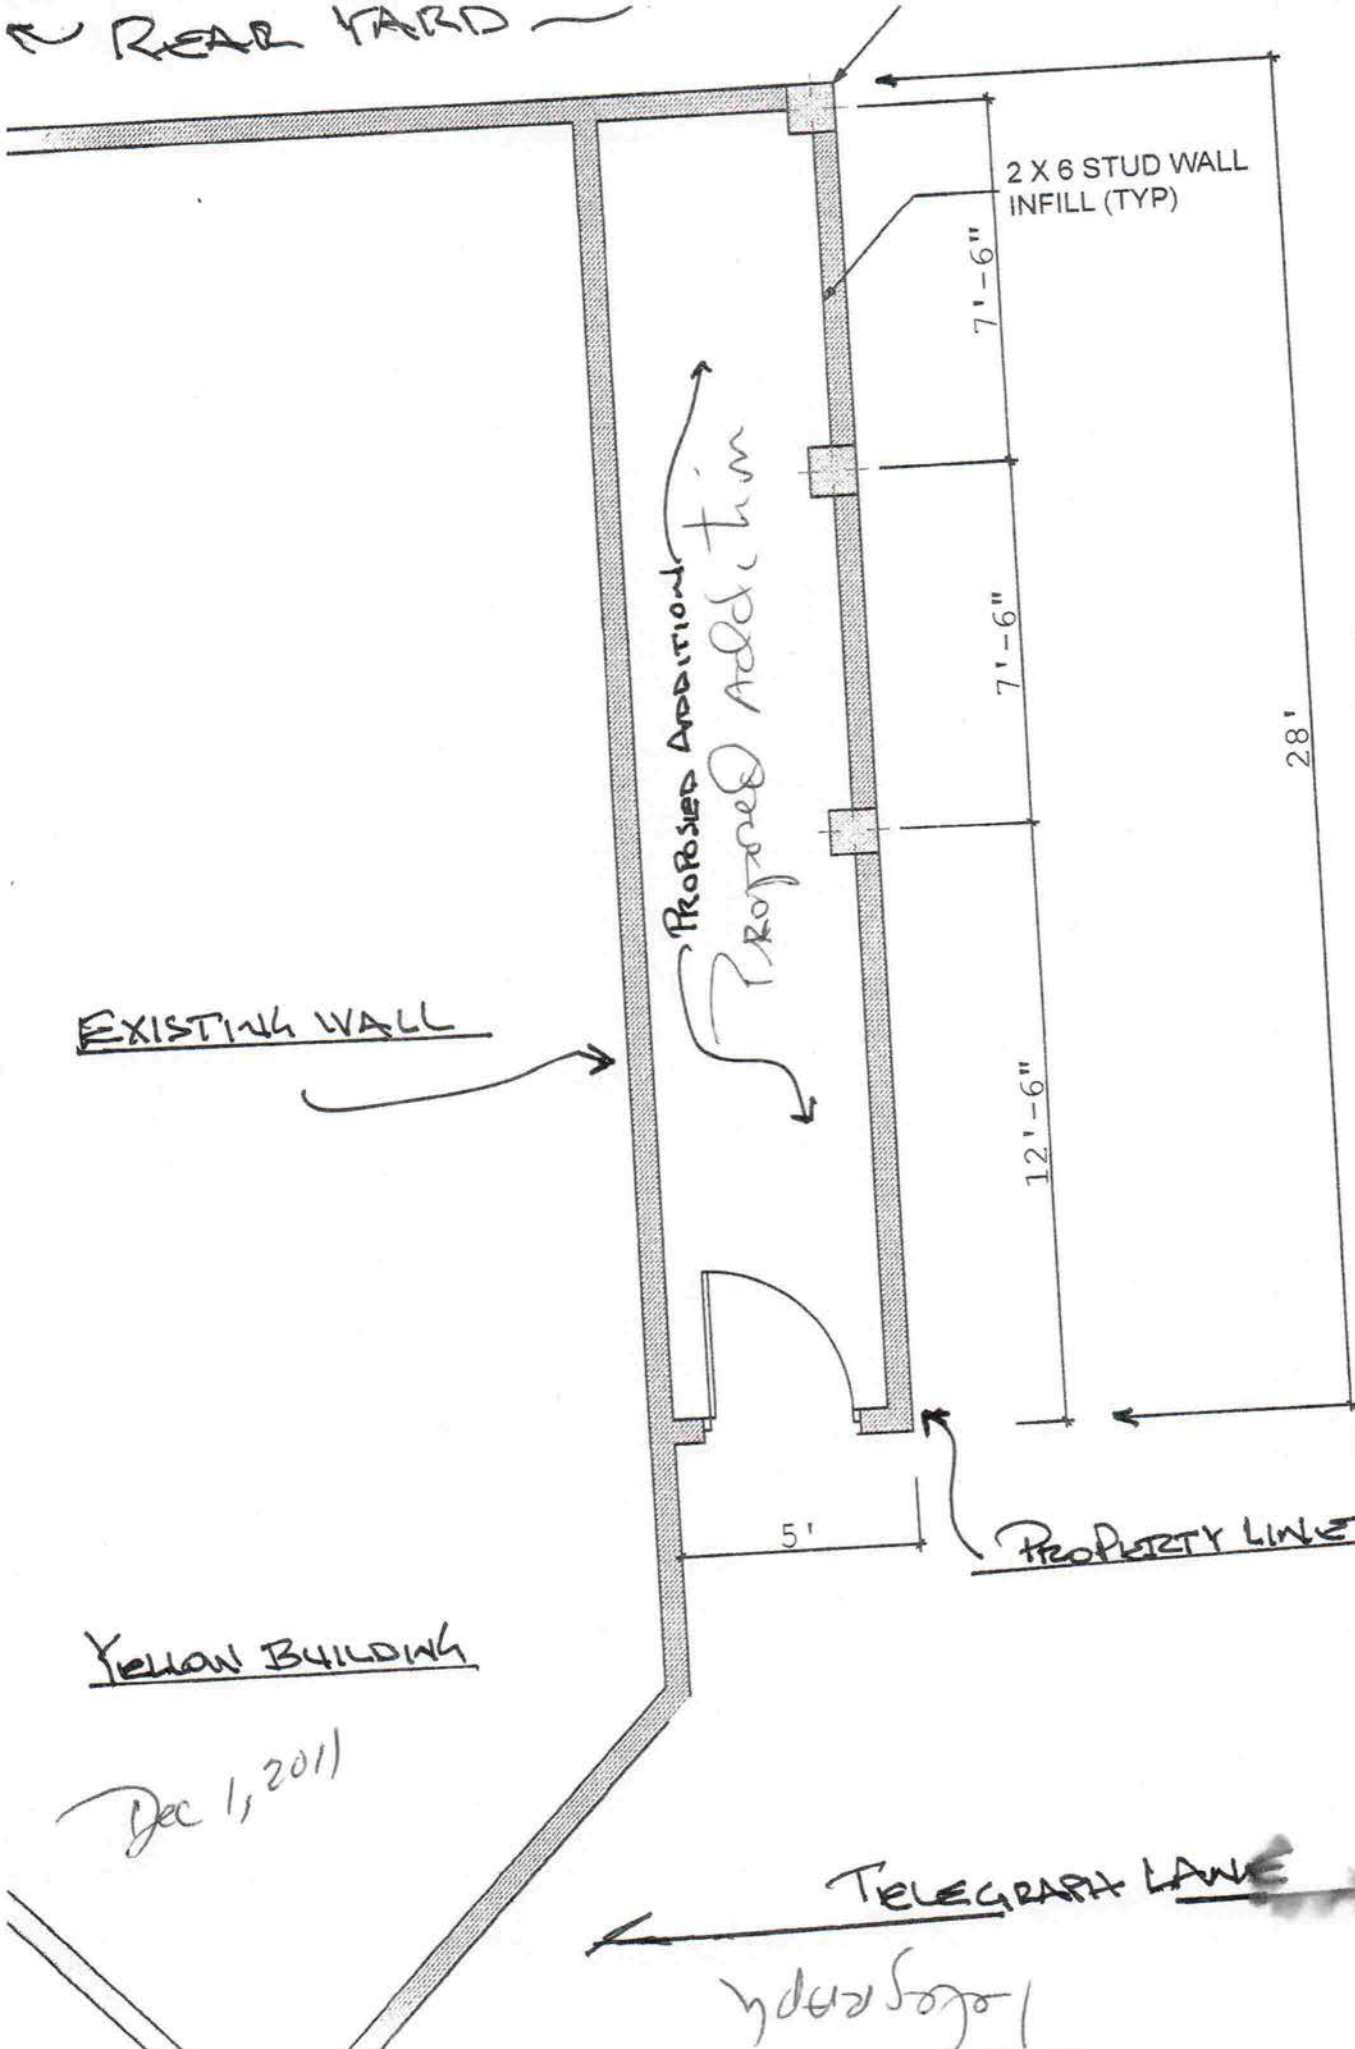 REAR YARD
2 X 6 STUD WALL
INFILL (TYP)
7'-6"
PROPOSED ADDITION
Proposed Addition
7'-6"
28'
EXISTING WALL
12'-6"
5'
PROPERTY LINE
YELLOW BUILDING
Dec 1, 2011
TELEGRAPH LANE
Telegraph